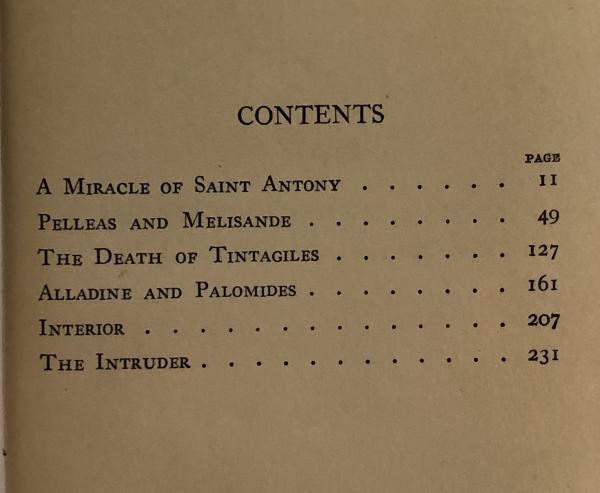 CONTENTS
PAGE
A Miracle of Saint Antony . . . . . . 11
Pelleas and Melisande . . . . . . . . 49
The Death of Tintagiles . . . . . . . 127
Alladine and Palomides . . . . . . . . 161
Interior . . . . . . . . . . . . . . 207
The Intruder . . . . . . . . . . . . 231